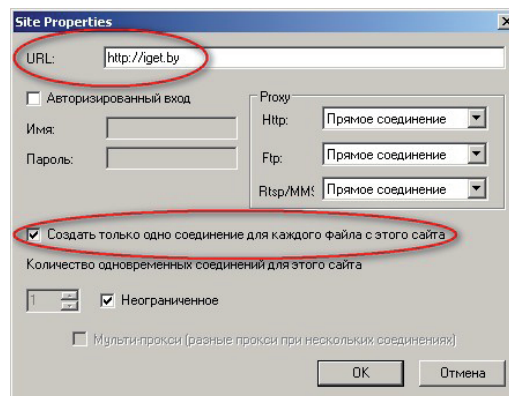 Site Properties
URL: http://iget.by
Авторизированный вход
Имя:
Пароль:
Proxy
Http: Прямое соединение
Ftp: Прямое соединение
Rtsp/MMS Прямое соединение
Создать только одно соединение для каждого файла с этого сайта
Количество одновременных соединений для этого сайта
1 Неограниченное
Мульти-прокси (разные прокси при нескольких соединениях)
OK Отмена